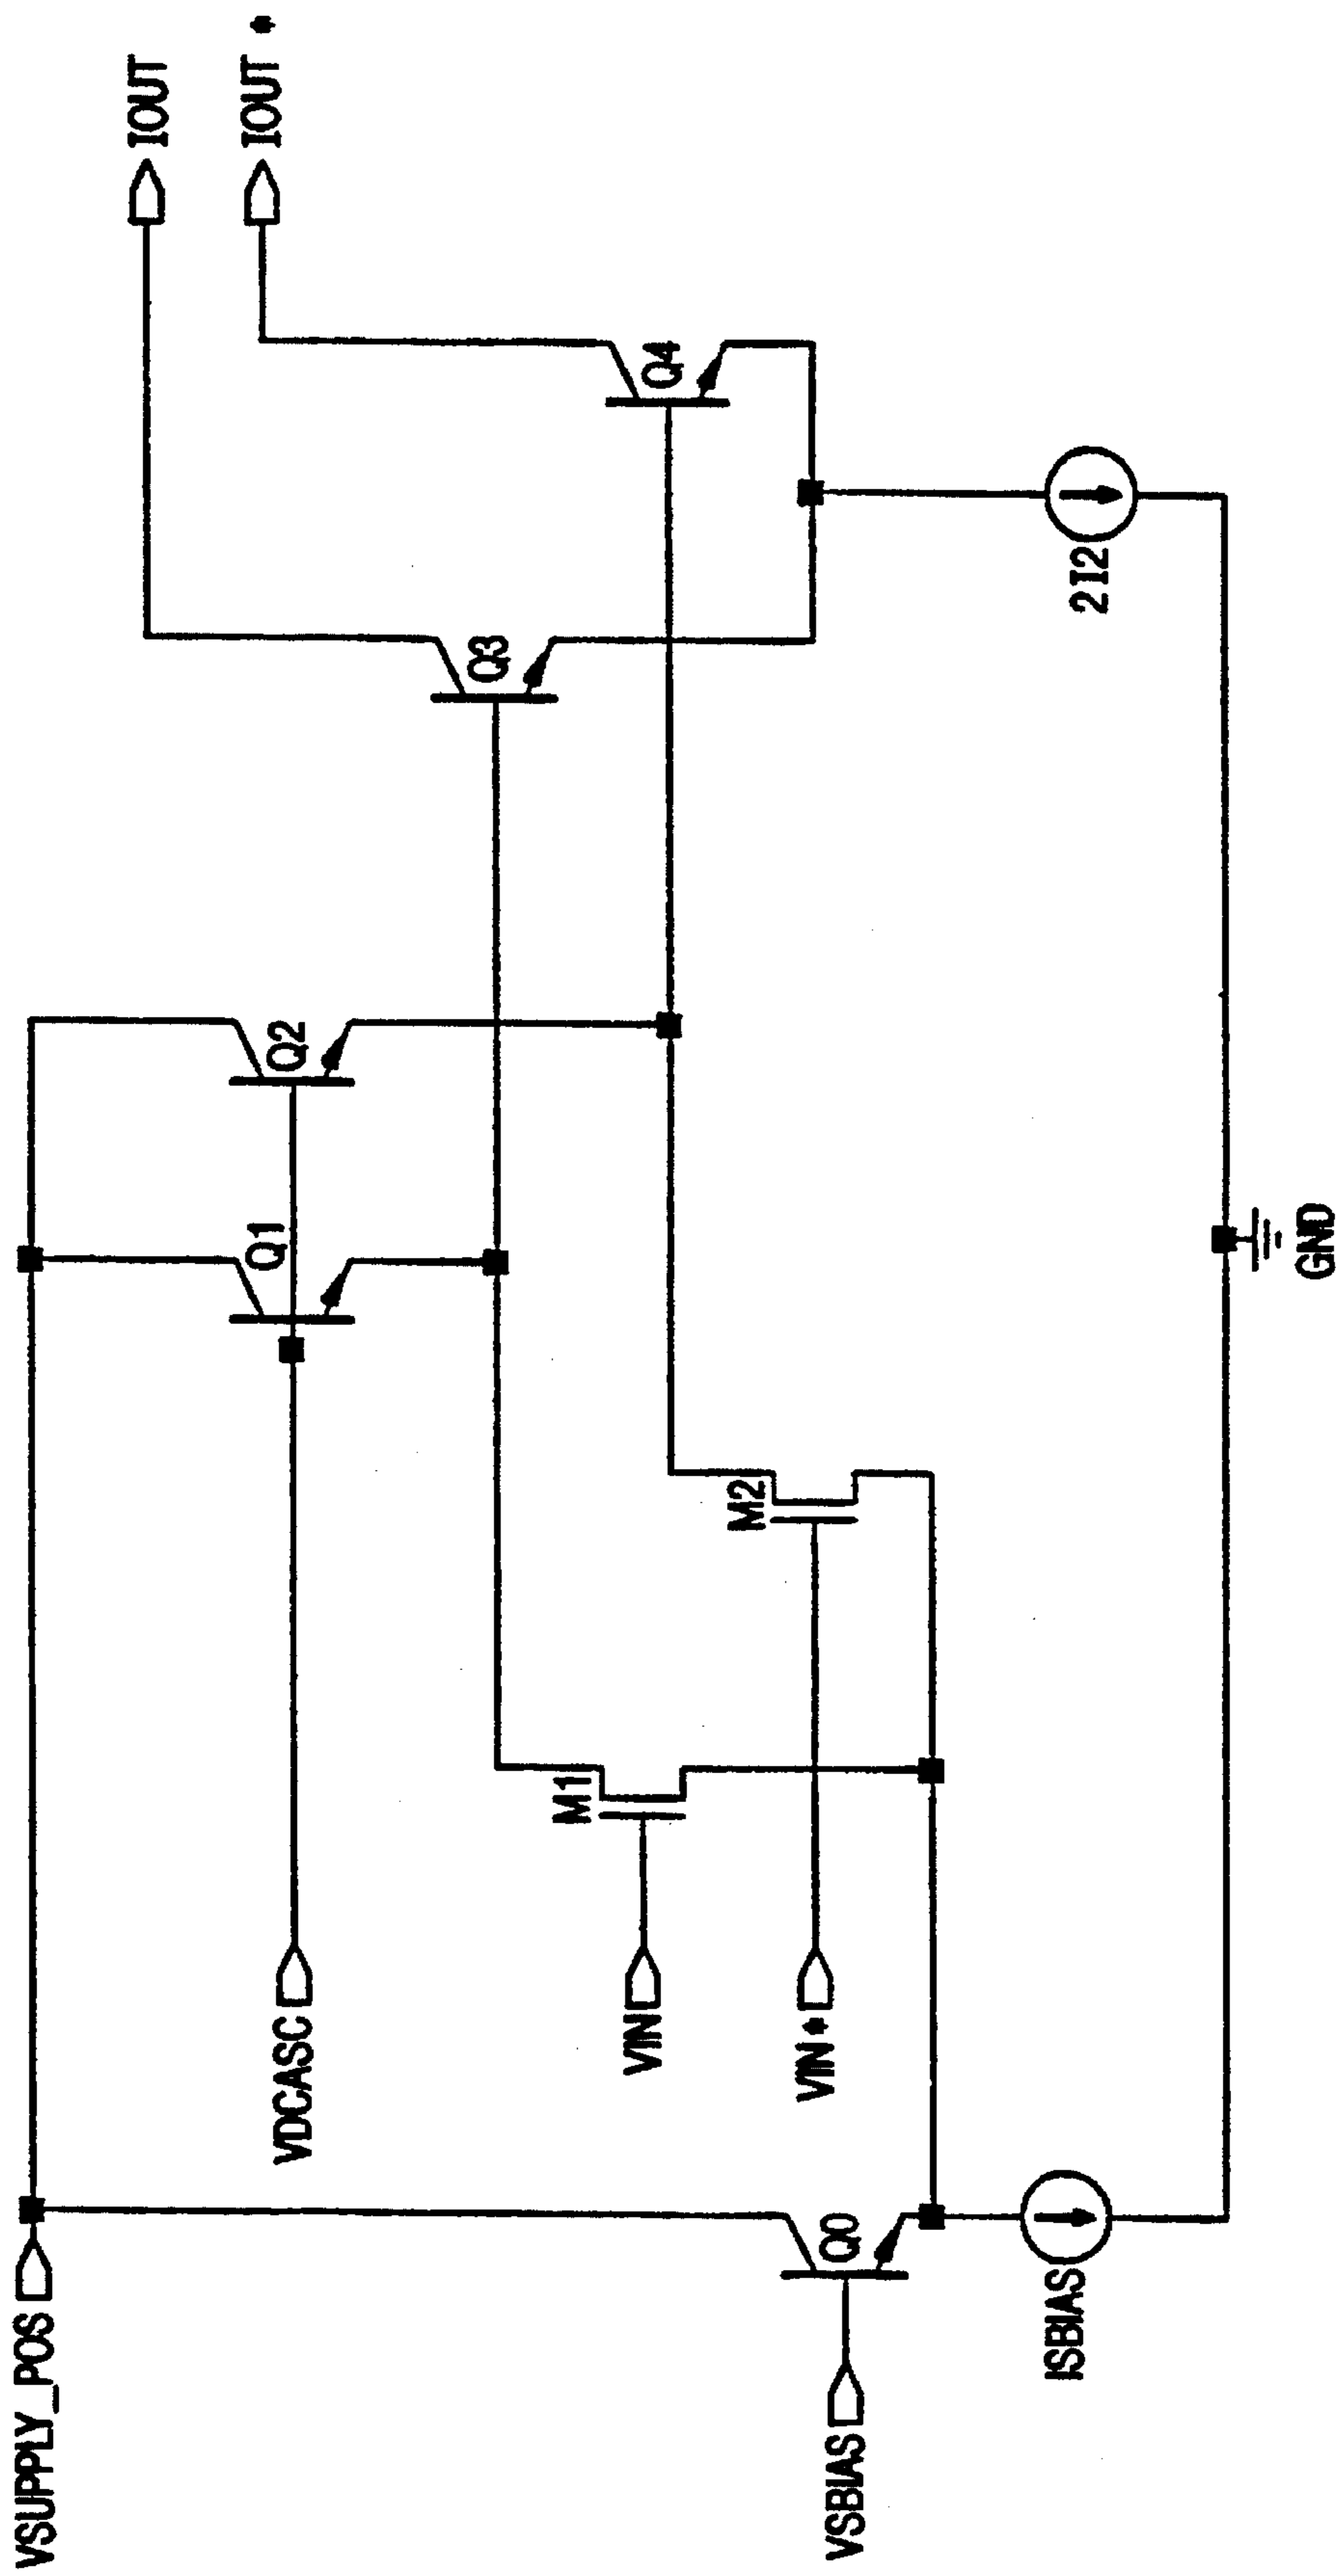 VSUPPLY_POS
IOUT
IOUT *
VDCASC
Q1
Q2
Q3
Q4
VIN
M1
VIN *
M2
VSBIAS
Q0
ISBIAS
2I2
GND